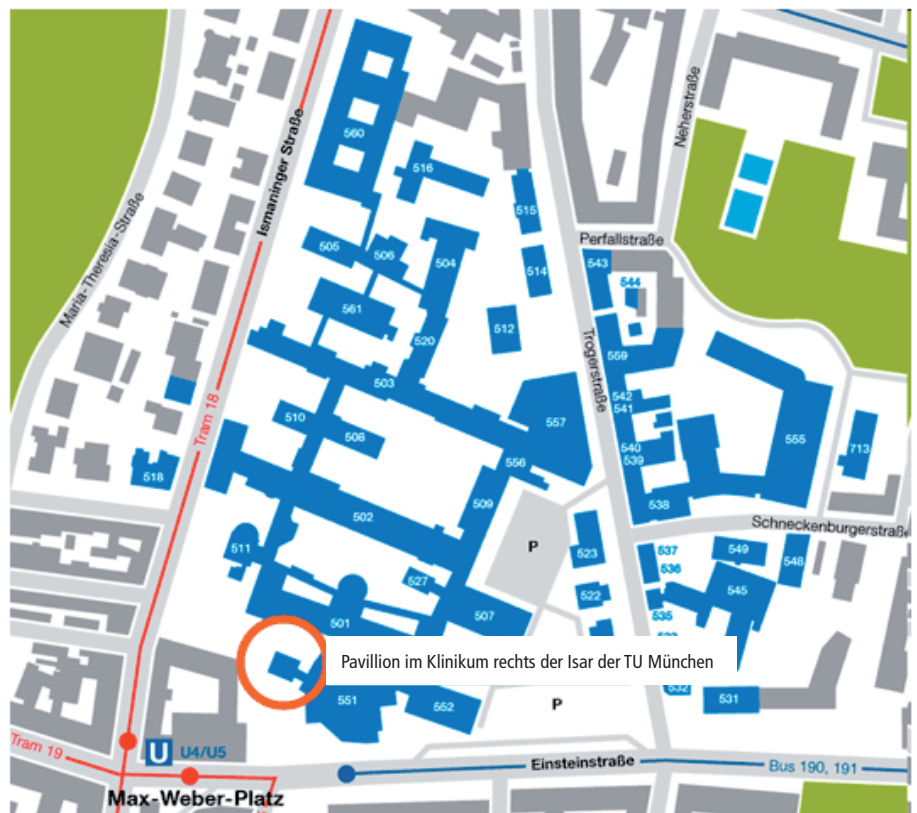 Neherstraße
560
Ismaninger Straße
516
515
Maria-Theresia-Straße
505
506
504
Perfallstraße
543
514
544
561
512
520
Trogerstraße
559
503
542
541
510
508
557
555
713
540
539
556
518
Tram 18
509
538
502
Schneckenburgerstraße
P
511
523
537
549
548
536
527
522
545
535
501
507
Pavillion im Klinikum rechts der Isar der TU München
532
531
551
552
P
U
U4/U5
Tram 19
Einsteinstraße
Bus 190, 191
Max-Weber-Platz